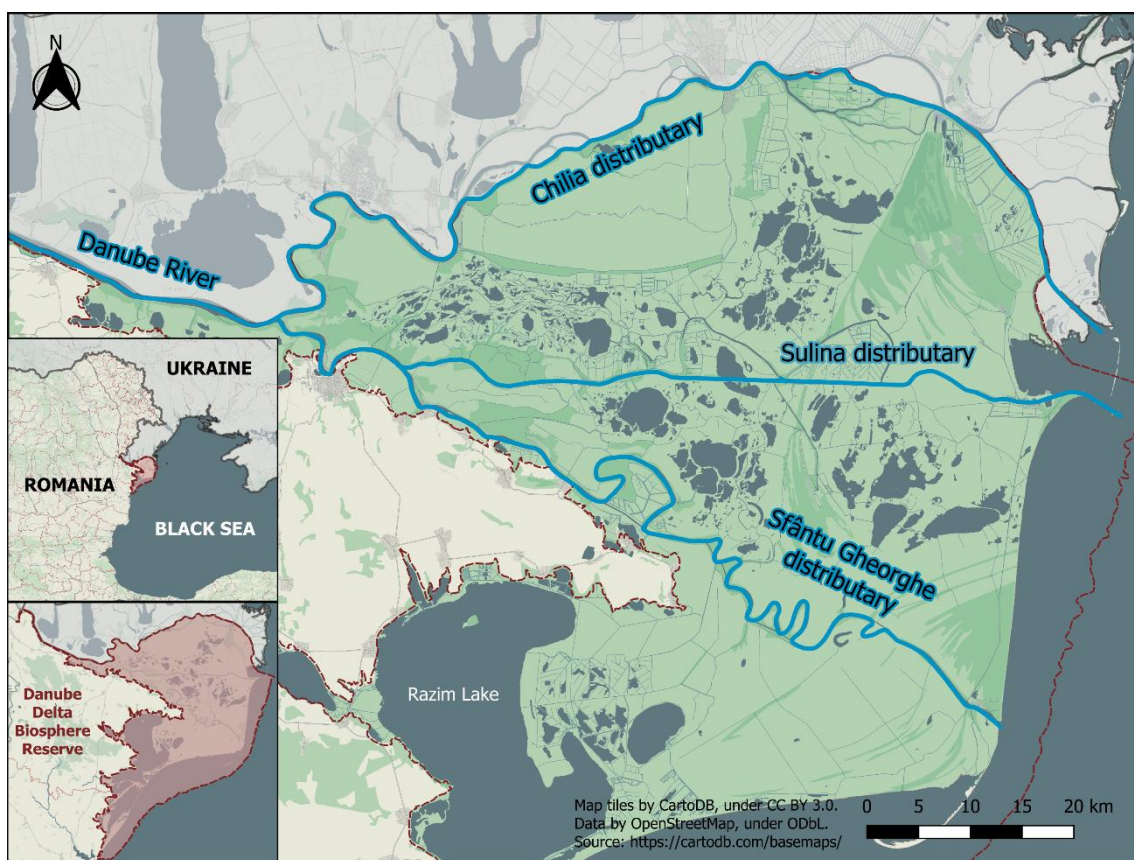 N
Chilia distributary
Danube River
Sulina distributary
UKRAINE
ROMANIA
BLACK SEA
Sfântu Gheorghe
distributary
Danube
Delta
Biosphere
Reserve
Razim Lake
Map tiles by CartoDB, under CC BY 3.0.
Data by OpenStreetMap, under ODbL.
Source: https://cartodb.com/basemaps/
0 5 10 15 20 km